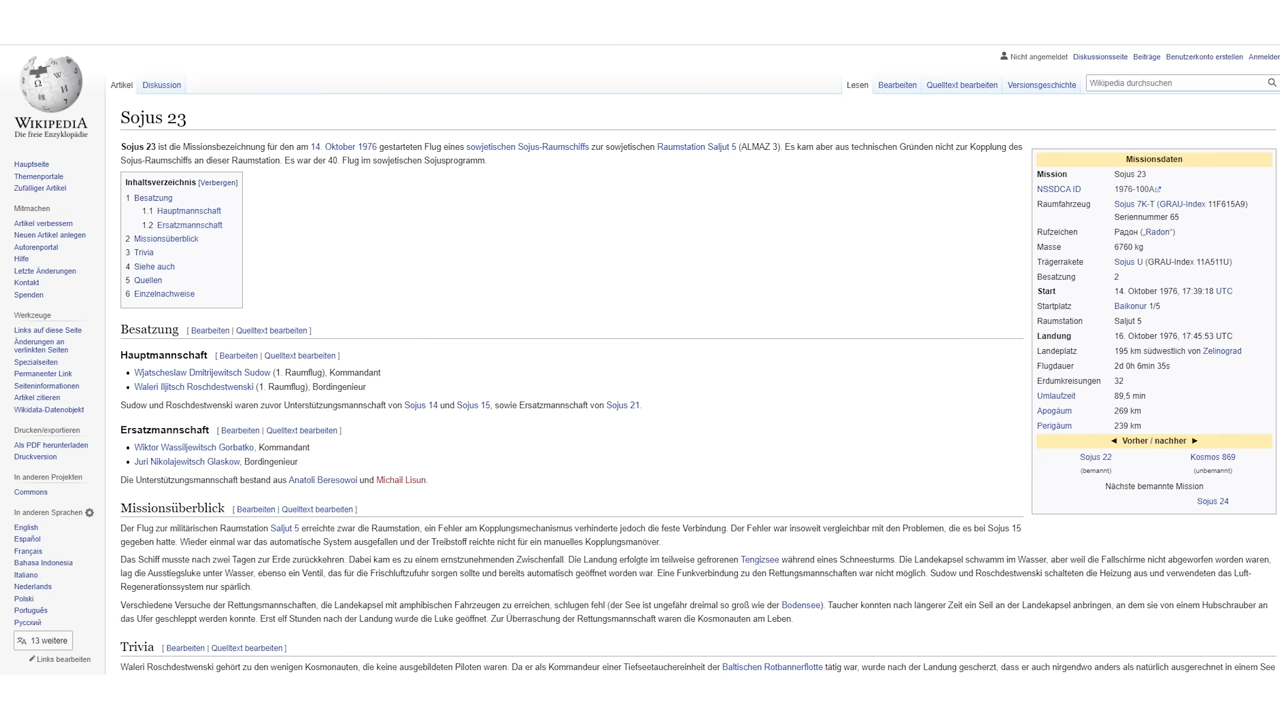 Nicht angemeldet Diskussionsseite Beiträge Benutzerkonto erstellen Anmelden
Artikel Diskussion Lesen Bearbeiten Quelltext bearbeiten Versionsgeschichte Wikipedia durchsuchen
WIKIPEDIA
Die freie Enzyklopädie
Hauptseite
Themenportale
Zufälliger Artikel
Mitmachen
Artikel verbessern
Neuen Artikel anlegen
Autorenportal
Hilfe
Letzte Änderungen
Kontakt
Spenden
Werkzeuge
Links auf diese Seite
Änderungen an
verlinkten Seiten
Spezialseiten
Permanenter Link
Seiteninformationen
Artikel zitieren
Wikidata-Datenobjekt
Drucken/exportieren
Als PDF herunterladen
Druckversion
In anderen Projekten
Commons
In anderen Sprachen
English
Español
Français
Bahasa Indonesia
Italiano
Nederlands
Polski
Português
Русский
13 weitere
Links bearbeiten
Sojus 23
Sojus 23 ist die Missionsbezeichnung für den am 14. Oktober 1976 gestarteten Flug eines sowjetischen Sojus-Raumschiffs zur sowjetischen Raumstation Saljut 5 (ALMAZ 3). Es kam aber aus technischen Gründen nicht zur Kopplung des
Sojus-Raumschiffs an dieser Raumstation. Es war der 40. Flug im sowjetischen Sojusprogramm.
Inhaltsverzeichnis [Verbergen]
1 Besatzung
1.1 Hauptmannschaft
1.2 Ersatzmannschaft
2 Missionsüberblick
3 Trivia
4 Siehe auch
5 Quellen
6 Einzelnachweise
Besatzung [ Bearbeiten | Quelltext bearbeiten ]
Hauptmannschaft [ Bearbeiten | Quelltext bearbeiten ]
• Wjatscheslaw Dmitrijewitsch Sudow (1. Raumflug), Kommandant
• Waleri Iljitsch Roschdestwenski (1. Raumflug), Bordingenieur
Sudow und Roschdestwenski waren zuvor Unterstützungsmannschaft von Sojus 14 und Sojus 15, sowie Ersatzmannschaft von Sojus 21.
Ersatzmannschaft [ Bearbeiten | Quelltext bearbeiten ]
• Wiktor Wassiljewitsch Gorbatko, Kommandant
• Juri Nikolajewitsch Glaskow, Bordingenieur
Die Unterstützungsmannschaft bestand aus Anatoli Beresowoi und Michail Lisun.
Missionsdaten
Mission Sojus 23
NSSDCA ID 1976-100A
Raumfahrzeug Sojus 7K-T (GRAU-Index 11F615A9)
Seriennummer 65
Rufzeichen Радон („Radon“)
Masse 6760 kg
Trägerrakete Sojus U (GRAU-Index 11A511U)
Besatzung 2
Start 14. Oktober 1976, 17:39:18 UTC
Startplatz Baikonur 1/5
Raumstation Saljut 5
Landung 16. Oktober 1976, 17:45:53 UTC
Landeplatz 195 km südwestlich von Zelinograd
Flugdauer 2d 0h 6min 35s
Erdumkreisungen 32
Umlaufzeit 89,5 min
Apogäum 269 km
Perigäum 239 km
◄ Vorher / nachher ►
Sojus 22 Kosmos 869
(bemannt) (unbemannt)
Nächste bemannte Mission
Sojus 24
Missionsüberblick [ Bearbeiten | Quelltext bearbeiten ]
Der Flug zur militärischen Raumstation Saljut 5 erreichte zwar die Raumstation, ein Fehler am Kopplungsmechanismus verhinderte jedoch die feste Verbindung. Der Fehler war insoweit vergleichbar mit den Problemen, die es bei Sojus 15
gegeben hatte. Wieder einmal war das automatische System ausgefallen und der Treibstoff reichte nicht für ein manuelles Kopplungsmanöver.
Das Schiff musste nach zwei Tagen zur Erde zurückkehren. Dabei kam es zu einem ernstzunehmenden Zwischenfall. Die Landung erfolgte im teilweise gefrorenen Tengizsee während eines Schneesturms. Die Landekapsel schwamm im Wasser, aber weil die Fallschirme nicht abgeworfen worden waren,
lag die Ausstiegsluke unter Wasser, ebenso ein Ventil, das für die Frischluftzufuhr sorgen sollte und bereits automatisch geöffnet worden war. Eine Funkverbindung zu den Rettungsmannschaften war nicht möglich. Sudow und Roschdestwenski schalteten die Heizung aus und verwendeten das Luft-
Regenerationssystem nur spärlich.
Verschiedene Versuche der Rettungsmannschaften, die Landekapsel mit amphibischen Fahrzeugen zu erreichen, schlugen fehl (der See ist ungefähr dreimal so groß wie der Bodensee). Taucher konnten nach längerer Zeit ein Seil an der Landekapsel anbringen, an dem sie von einem Hubschrauber an
das Ufer geschleppt werden konnte. Erst elf Stunden nach der Landung wurde die Luke geöffnet. Zur Überraschung der Rettungsmannschaft waren die Kosmonauten am Leben.
Trivia [ Bearbeiten | Quelltext bearbeiten ]
Waleri Roschdestwenski gehört zu den wenigen Kosmonauten, die keine ausgebildeten Piloten waren. Da er als Kommandeur einer Tiefseetauchereinheit der Baltischen Rotbannerflotte tätig war, wurde nach der Landung gescherzt, dass er auch nirgendwo anders als natürlich ausgerechnet in einem See